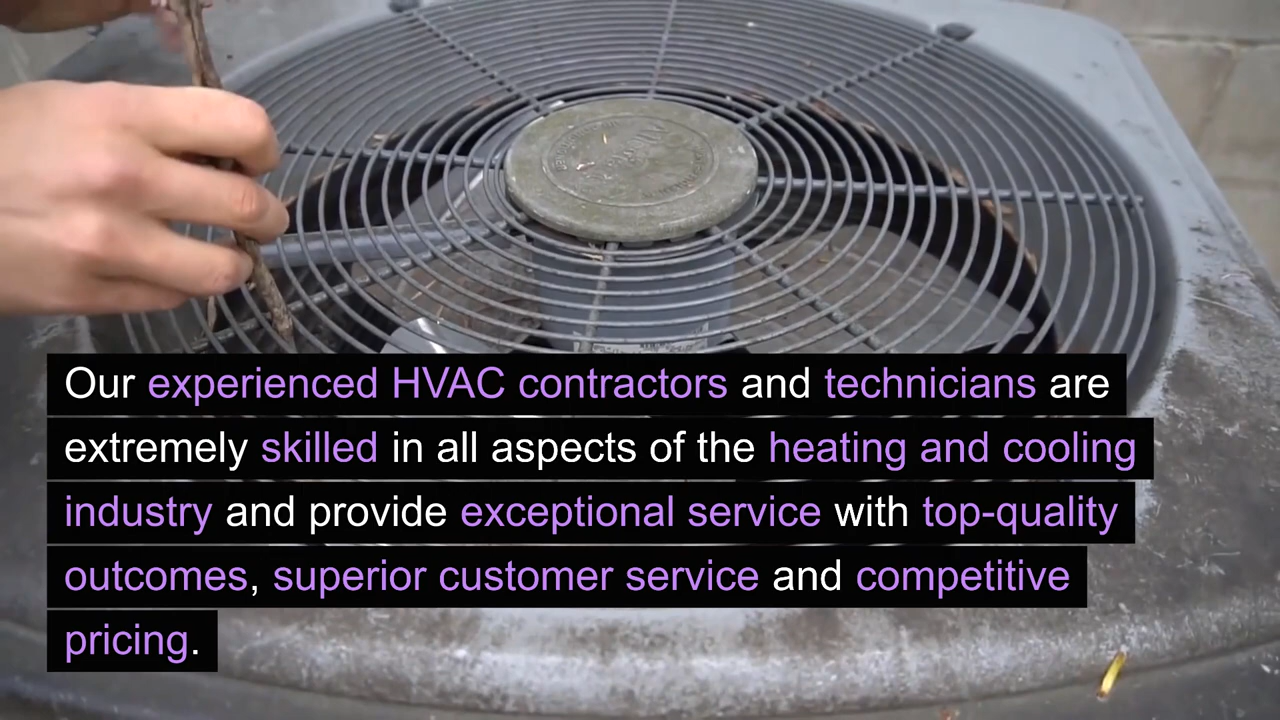 Our experienced HVAC contractors and technicians are
extremely skilled in all aspects of the heating and cooling
industry and provide exceptional service with top-quality
outcomes, superior customer service and competitive
pricing.